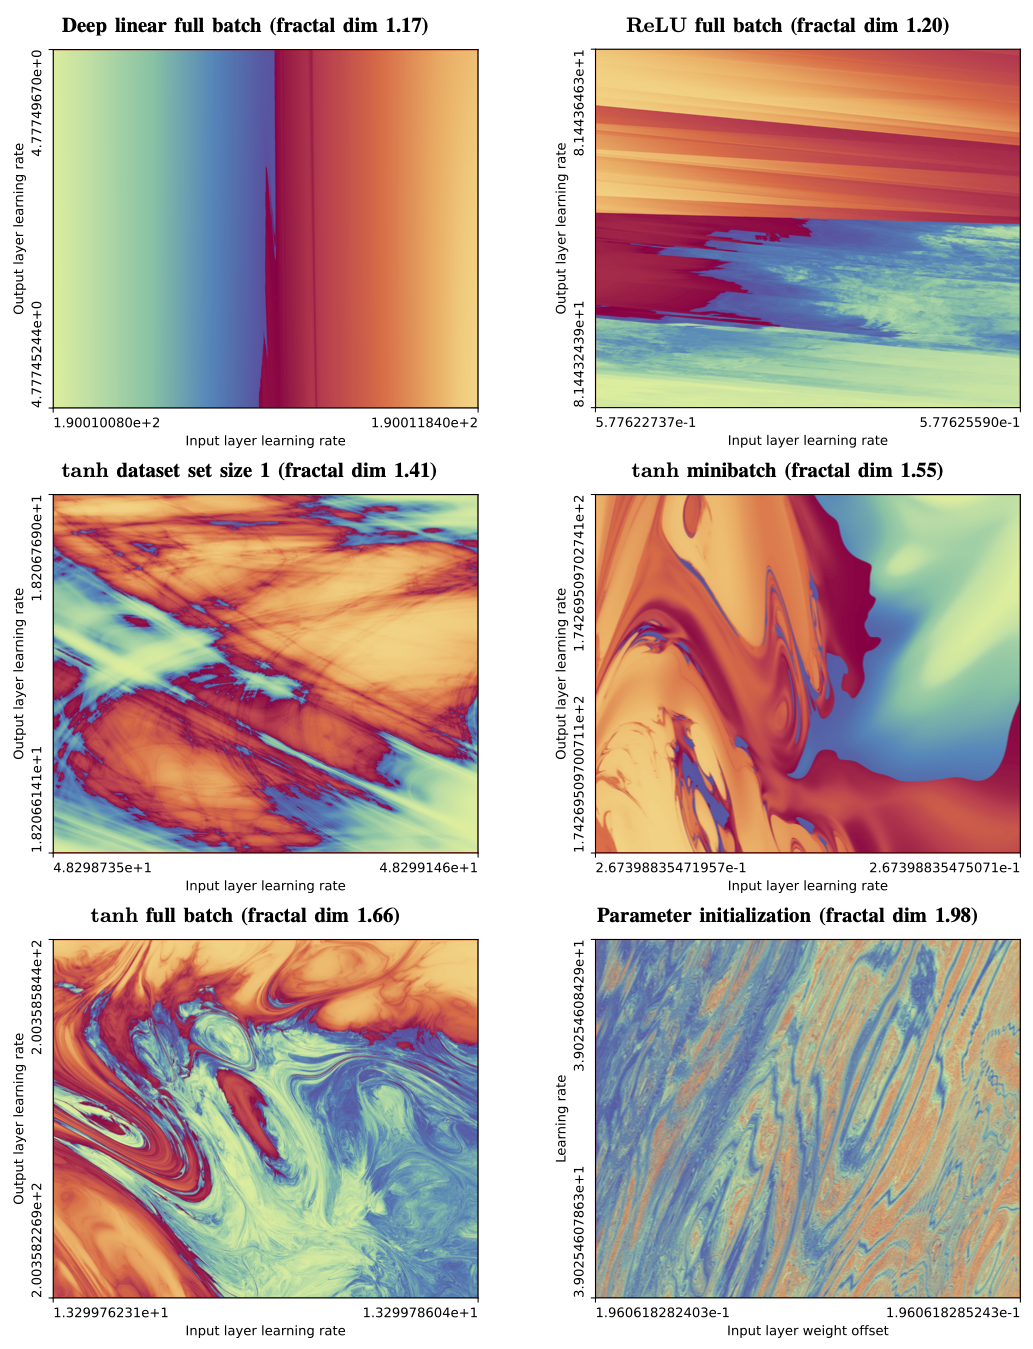 Deep linear full batch (fractal dim 1.17)
Output layer learning rate
4.77749670e+0
4.77745244e+0
1.90010080e+2
1.90011840e+2
Input layer learning rate
ReLU full batch (fractal dim 1.20)
Output layer learning rate
8.14436463e+1
8.14432439e+1
5.77622737e-1
5.77625590e-1
Input layer learning rate
tanh dataset set size 1 (fractal dim 1.41)
Output layer learning rate
1.82067690e+1
1.82066141e+1
4.8298735e+1
4.8299146e+1
Input layer learning rate
tanh minibatch (fractal dim 1.55)
Output layer learning rate
1.74269509702741e+2
1.74269509700711e+2
2.67398835471957e-1
2.67398835475071e-1
Input layer learning rate
tanh full batch (fractal dim 1.66)
Output layer learning rate
2.003585844e+2
2.003582269e+2
1.329976231e+1
1.329978604e+1
Input layer learning rate
Parameter initialization (fractal dim 1.98)
Learning rate
3.902546084​29e+1
3.90254607863e+1
1.9606182824​03e-1
1.960618285243e-1
Input layer weight offset